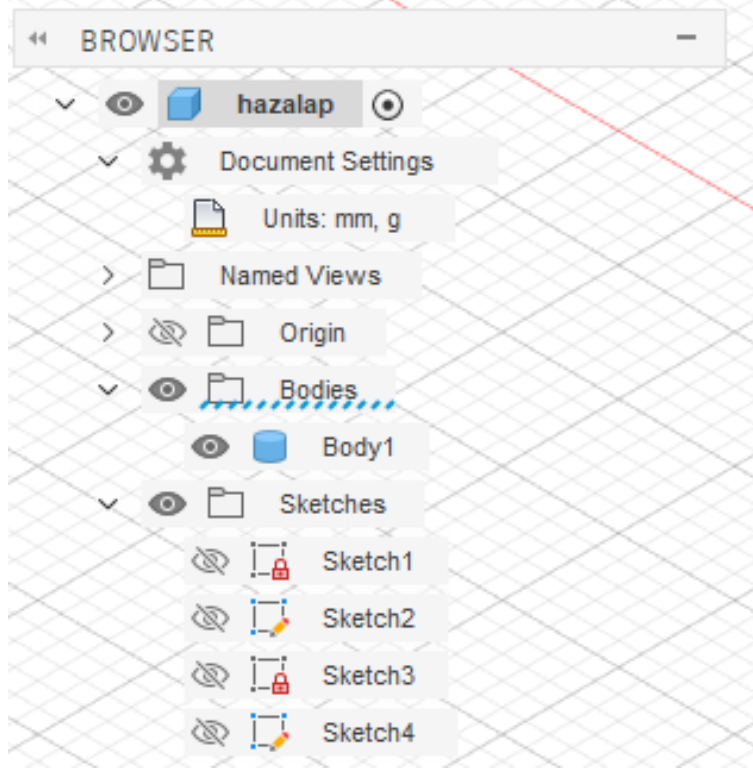 BROWSER
hazalap
Document Settings
Units: mm, g
Named Views
Origin
Bodies
Body1
Sketches
Sketch1
Sketch2
Sketch3
Sketch4